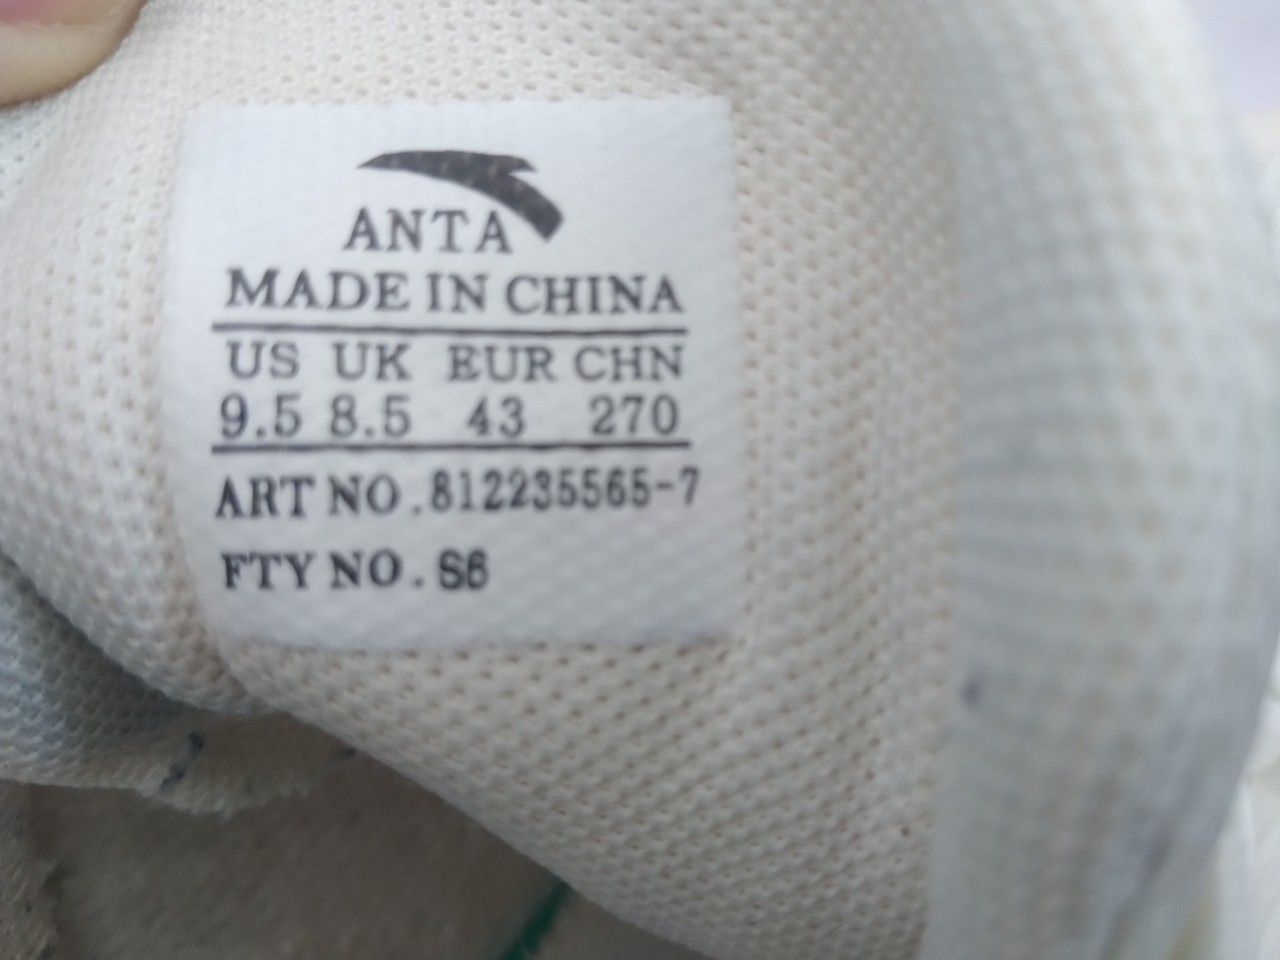 ANTA
MADE IN CHINA
US UK EUR CHN
9.5 8.5 43 270
ART NO.812235565-7
FTY NO.S6